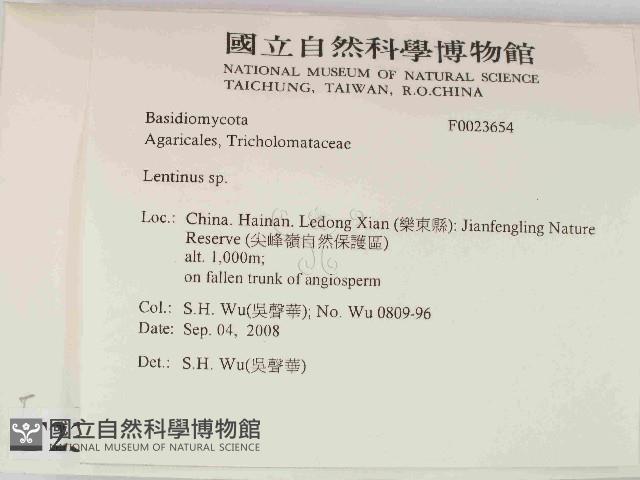 國立自然科學博物館
NATIONAL MUSEUM OF NATURAL SCIENCE
TAICHUNG, TAIWAN, R.O.CHINA
Basidiomycota F0023654
Agaricales, Tricholomataceae
Lentinus sp.
Loc.: China. Hainan. Ledong Xian (樂東縣): Jianfengling Nature
Reserve (尖峰嶺自然保護區)
alt. 1,000m;
on fallen trunk of angiosperm
Col.: S.H. Wu(吳聲華); No. Wu 0809-96
Date: Sep. 04, 2008
Det.: S.H. Wu(吳聲華)
國立自然科學博物館
NATIONAL MUSEUM OF NATURAL SCIENCE